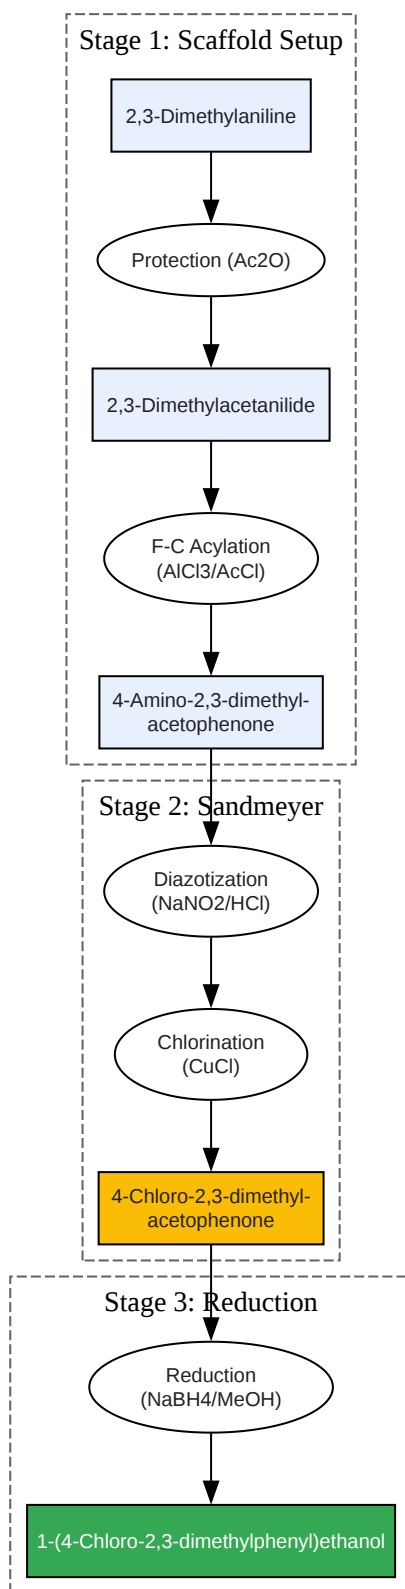 Stage 1: Scaffold Setup
2,3-Dimethylaniline
Protection (Ac2O)
2,3-Dimethylacetanilide
F-C Acylation
(AlCl3/AcCl)
4-Amino-2,3-dimethyl-
acetophenone
Stage 2: Sandmeyer
Diazotization
(NaNO2/HCl)
Chlorination
(CuCl)
4-Chloro-2,3-dimethyl-
acetophenone
Stage 3: Reduction
Reduction
(NaBH4/MeOH)
1-(4-Chloro-2,3-dimethylphenyl)ethanol